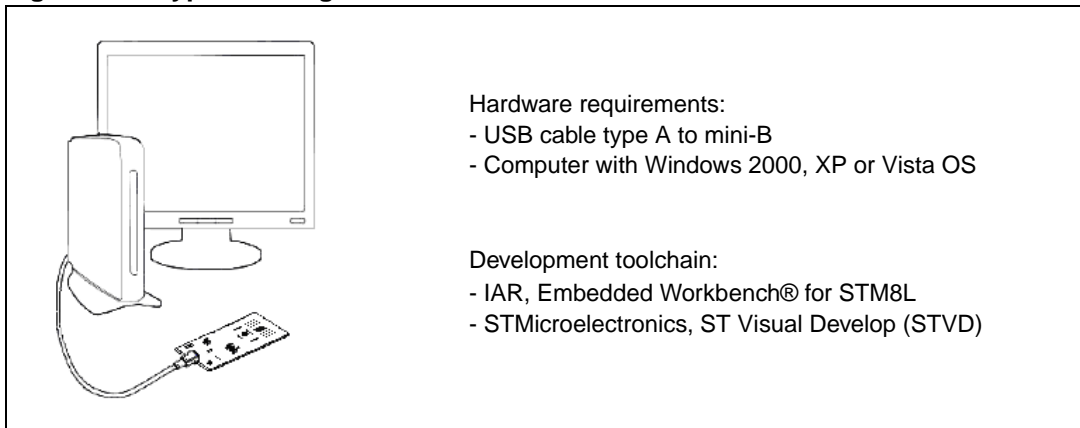 Hardware requirements:
- USB cable type A to mini-B
- Computer with Windows 2000, XP or Vista OS
Development toolchain:
- IAR, Embedded Workbench® for STM8L
- STMicroelectronics, ST Visual Develop (STVD)